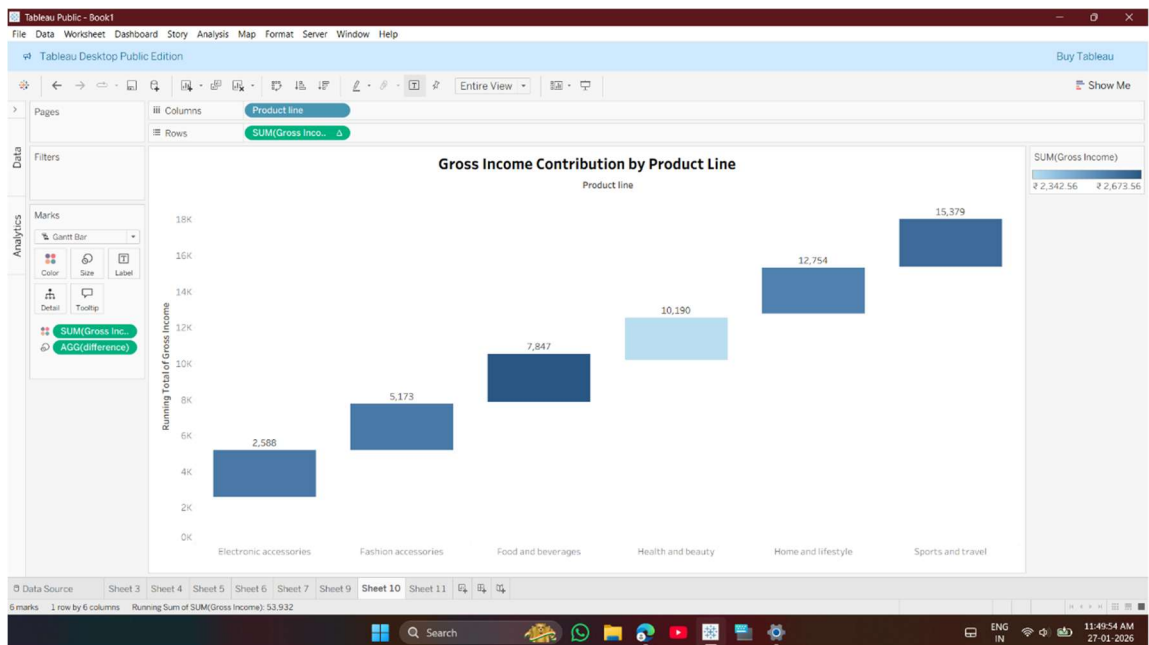 Tableau Public - Book1
File Data Worksheet Dashboard Story Analysis Map Format Server Window Help
Tableau Desktop Public Edition
Buy Tableau
Entire View
Show Me
Pages
Columns
Product line
Rows
SUM(Gross Inco.. Δ
Data
Analytics
Filters
Marks
Gantt Bar
Color Size Label
Detail Tooltip
SUM(Gross Inc..
AGG(difference)
Gross Income Contribution by Product Line
Product line
Running Total of Gross Income
18K
16K
14K
12K
10K
8K
6K
4K
2K
0K
2,588
5,173
7,847
10,190
12,754
15,379
Electronic accessories
Fashion accessories
Food and beverages
Health and beauty
Home and lifestyle
Sports and travel
SUM(Gross Income)
₹ 2,342.56 ₹ 2,673.56
Data Source Sheet 3 Sheet 4 Sheet 5 Sheet 6 Sheet 7 Sheet 9 Sheet 10 Sheet 11
6 marks 1 row by 6 columns Running Sum of SUM(Gross Income): 53,932
Search
ENG
IN
11:49:54 AM
27-01-2026